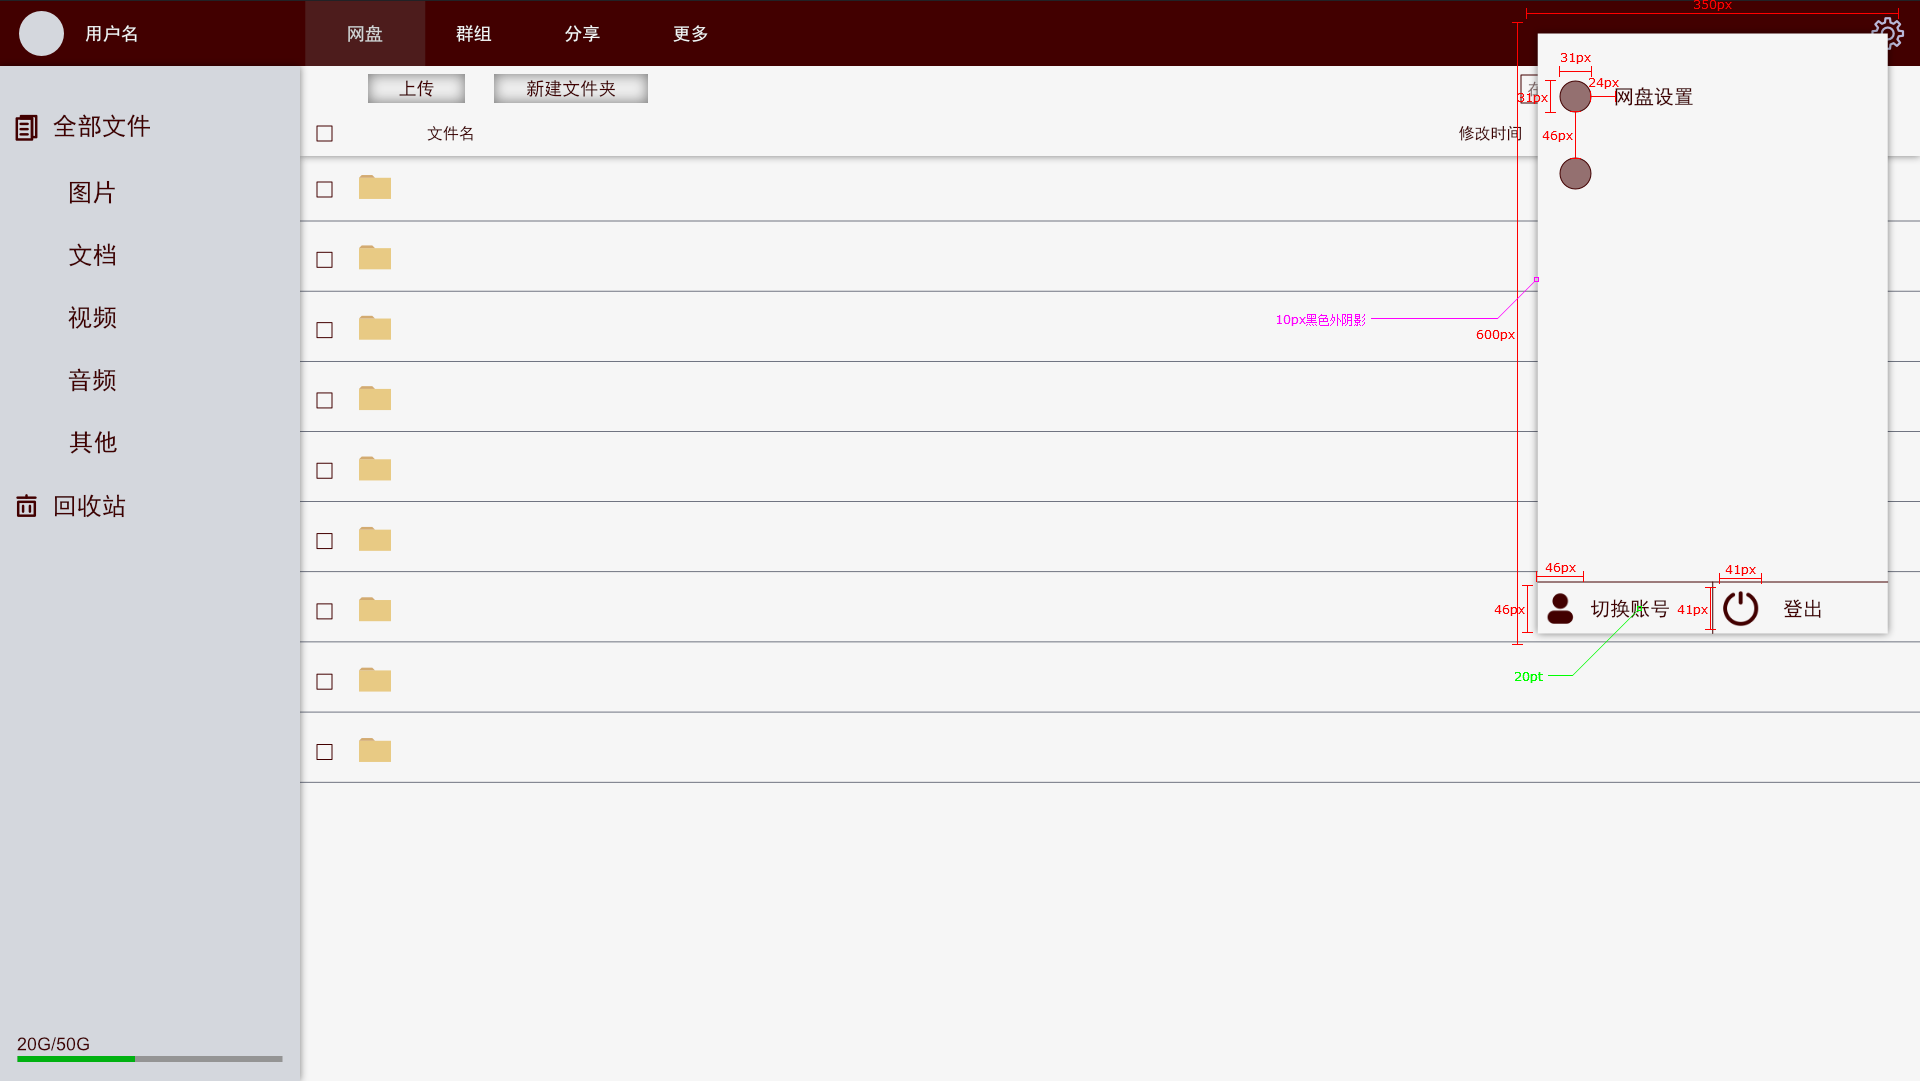 用户名
网盘
群组
分享
更多
350px
上传
新建文件夹
文件名
修改时间
31px
31px
24px
网盘设置
46px
全部文件
图片
文档
视频
音频
其他
回收站
10px黑色外阴影
600px
46px
41px
46px
切换账号
41px
登出
20pt
20G/50G